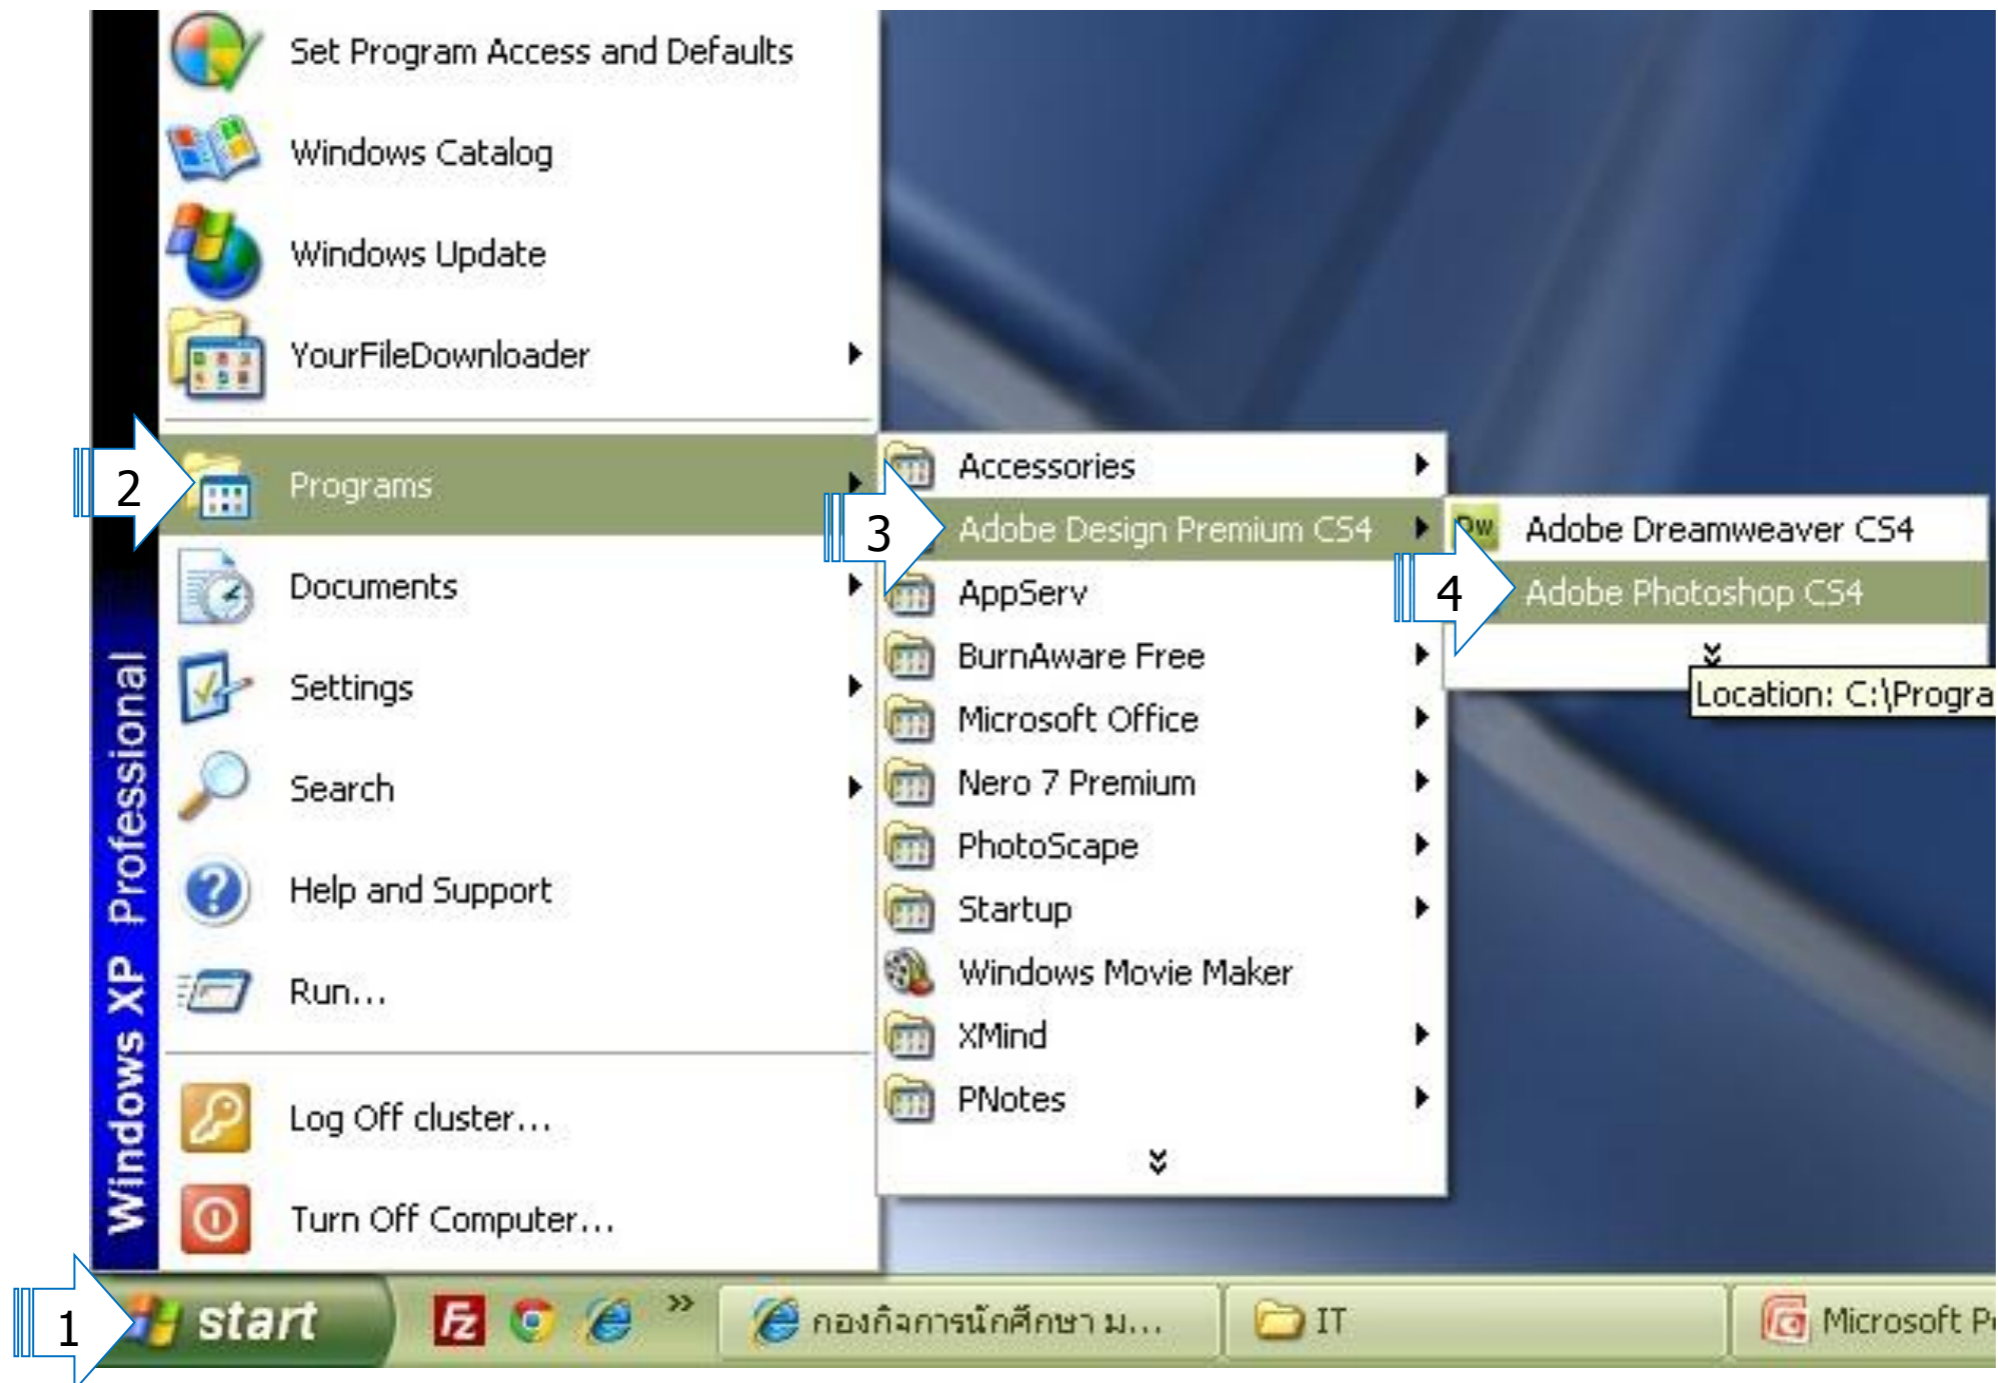 Set Program Access and Defaults
Windows Catalog
Windows Update
YourFileDownloader
2
Programs
Documents
Settings
Search
Help and Support
Run...
Log Off cluster...
Turn Off Computer...
Windows XP Professional
Accessories
3
Adobe Design Premium CS4
AppServ
BurnAware Free
Microsoft Office
Nero 7 Premium
PhotoScape
Startup
Windows Movie Maker
XMind
PNotes
Dw
Adobe Dreamweaver CS4
4
Adobe Photoshop CS4
Location: C:\Progra
1
start
Fz
กองกิจการนักศึกษา ม...
IT
Microsoft P